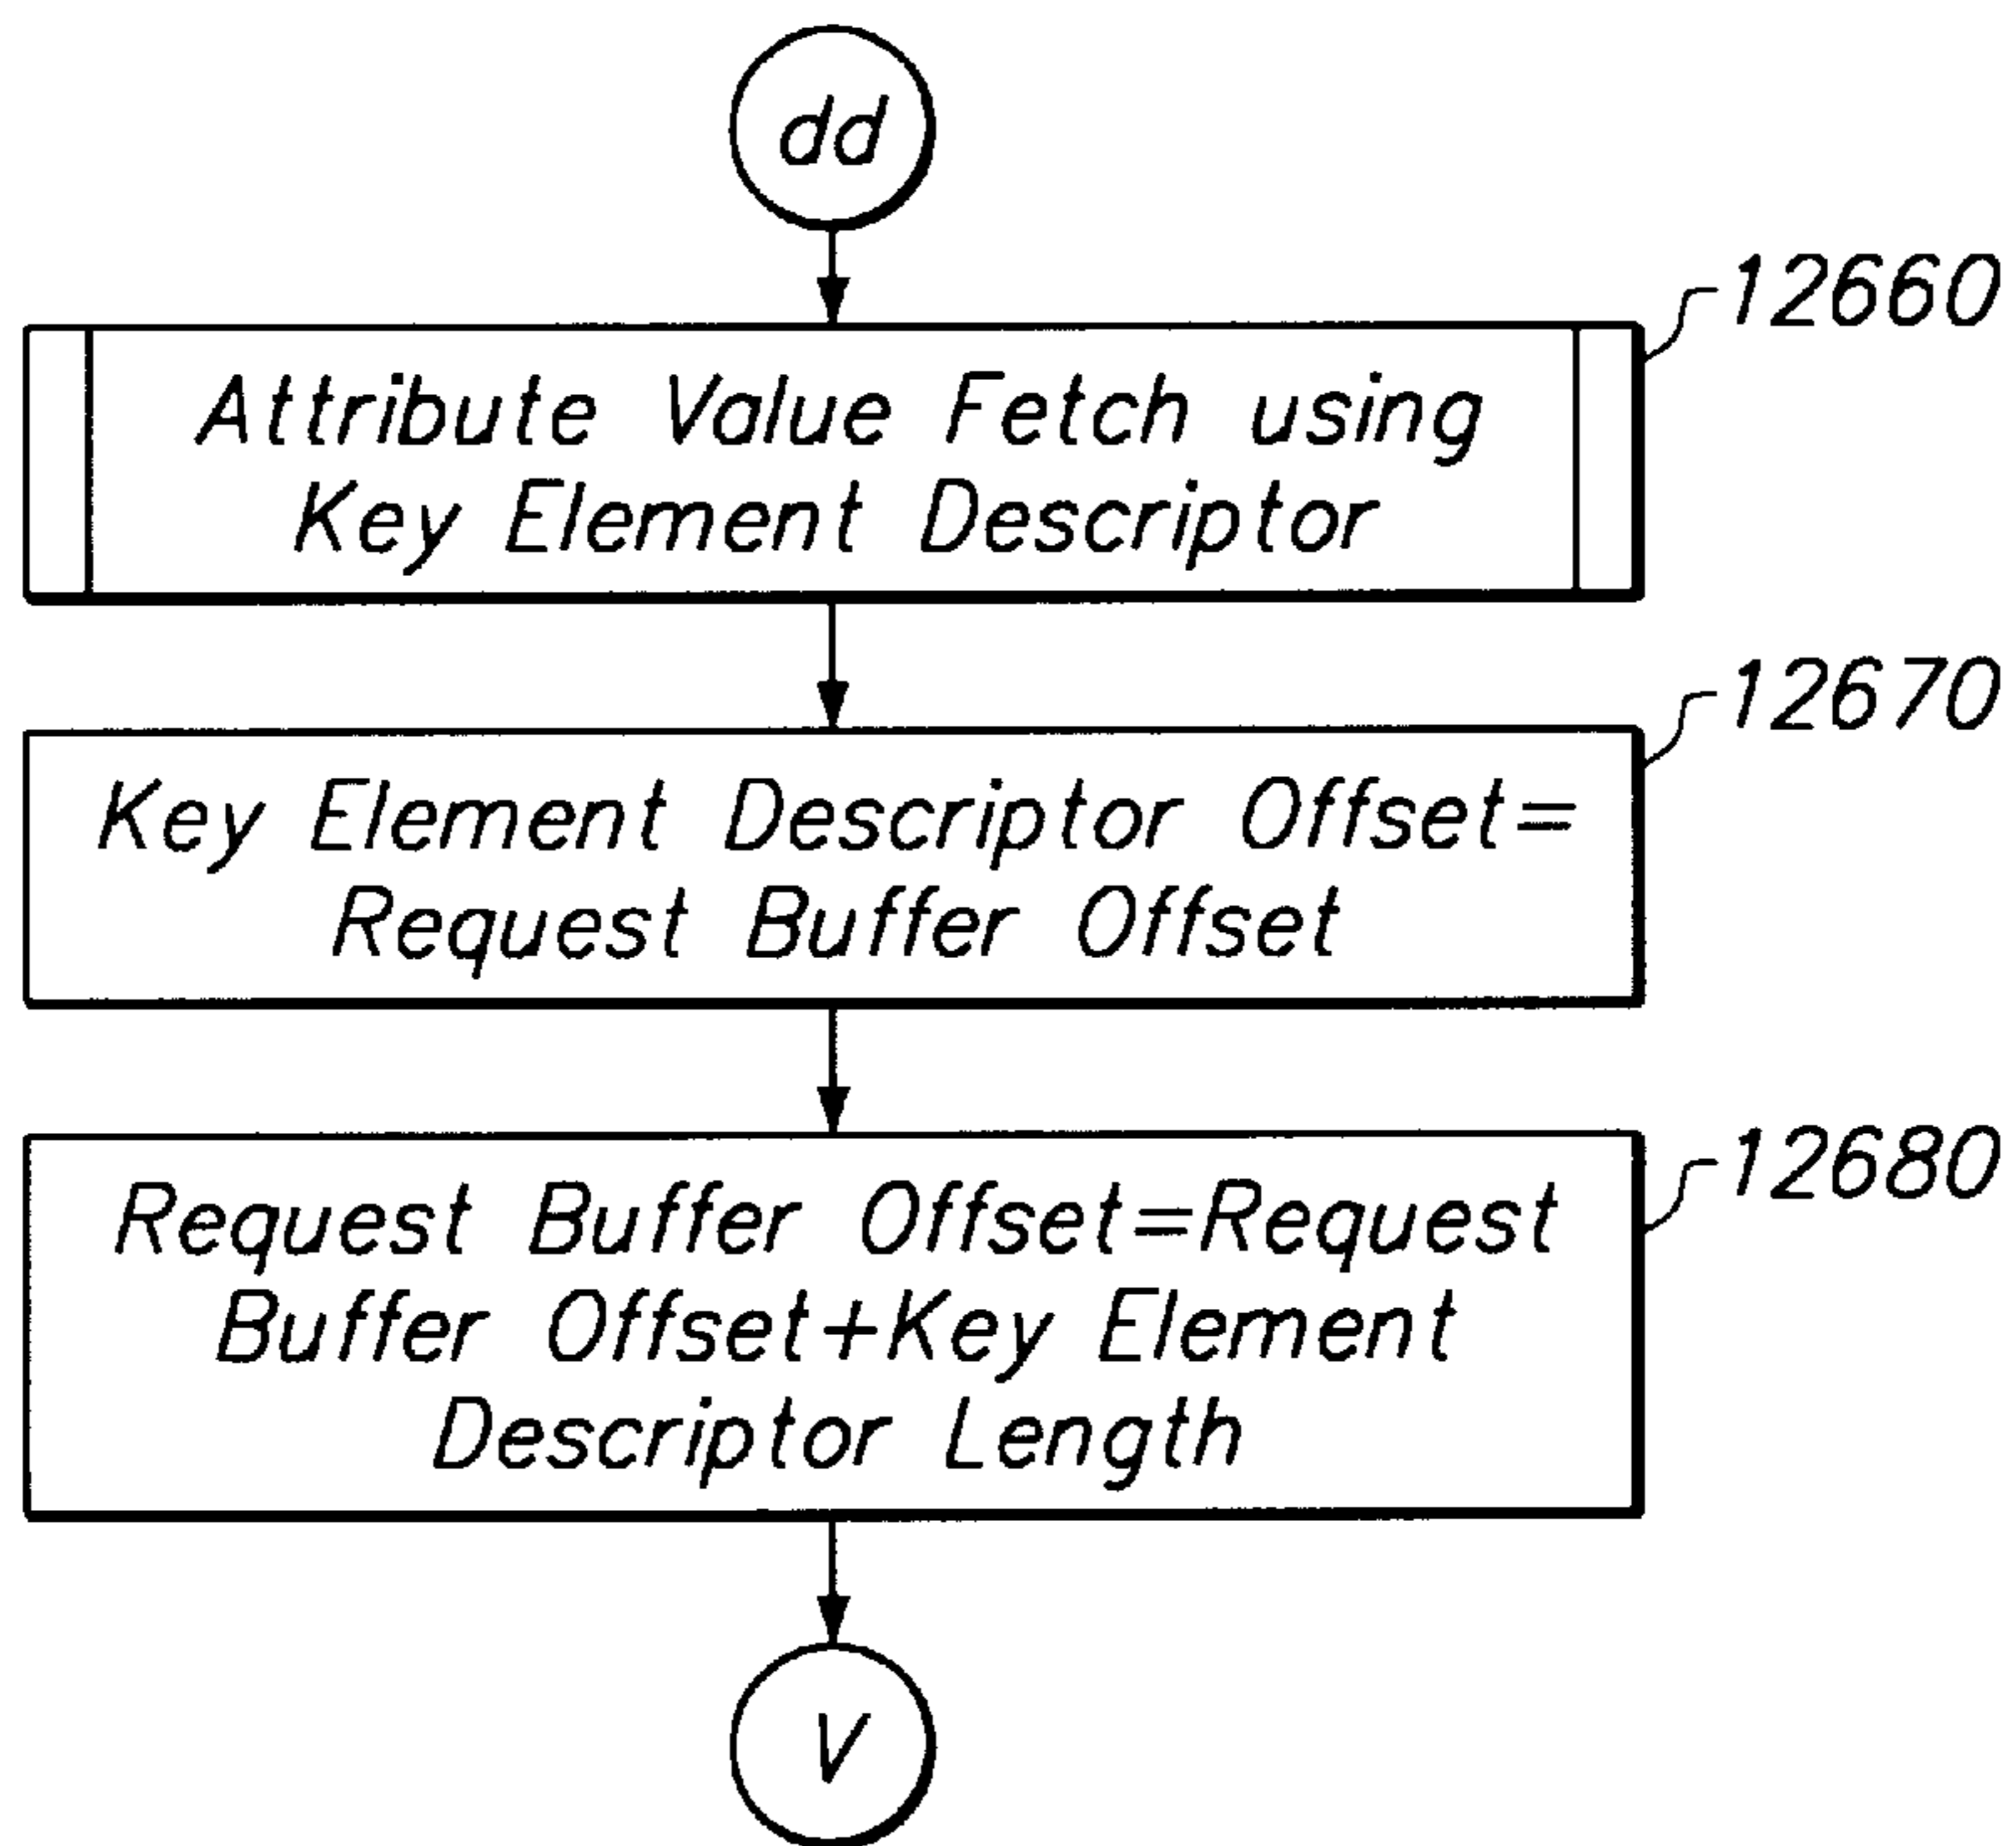 dd
12660
Attribute Value Fetch using
Key Element Descriptor
12670
Key Element Descriptor Offset=
Request Buffer Offset
12680
Request Buffer Offset=Request
Buffer Offset+Key Element
Descriptor Length
V